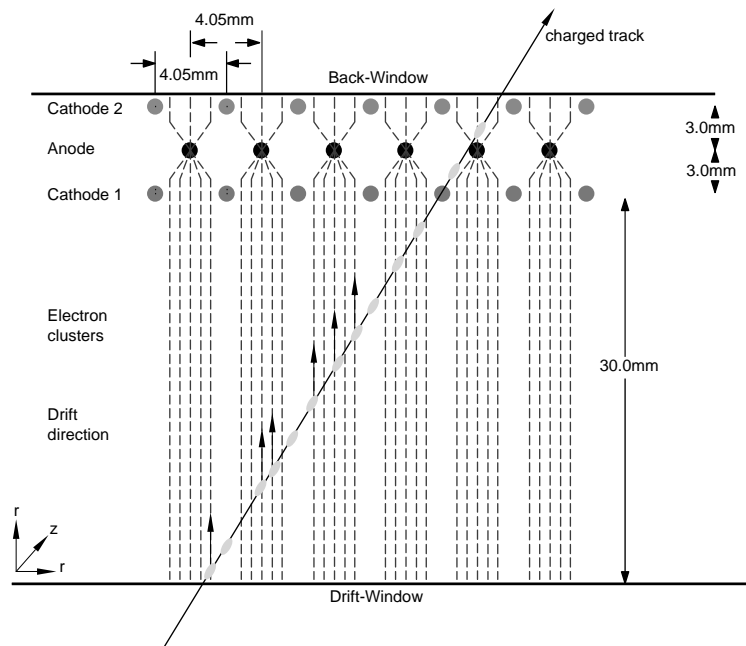 4.05mm
charged track
4.05mm
Back-Window
Cathode 2
3.0mm
Anode
3.0mm
Cathode 1
Electron
clusters
30.0mm
Drift
direction
r
z
r
Drift-Window